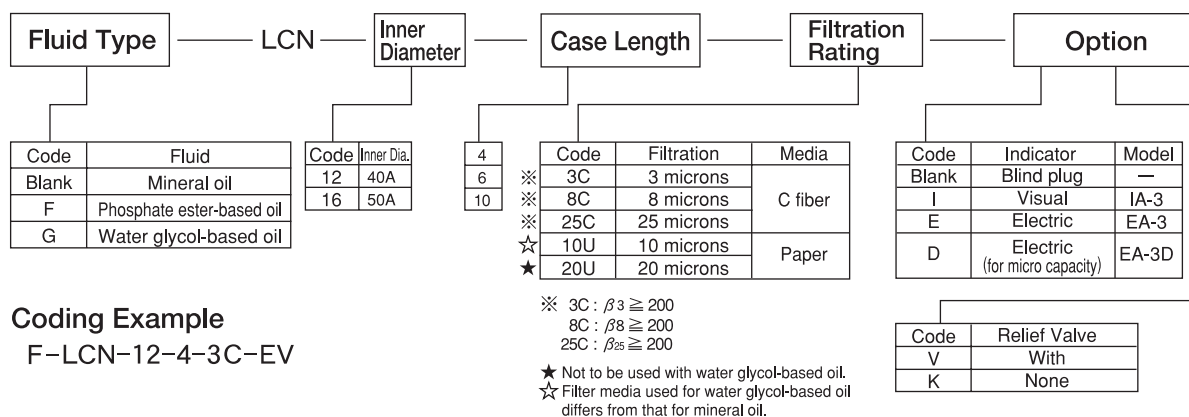 Fluid Type — LCN — Inner Diameter — Case Length — Filtration Rating — Option
Code Fluid
Blank Mineral oil
F Phosphate ester-based oil
G Water glycol-based oil
Code Inner Dia.
12 40A
16 50A
4
6
10
Code Filtration Media
※ 3C 3 microns C fiber
※ 8C 8 microns
※ 25C 25 microns
☆ 10U 10 microns Paper
★ 20U 20 microns
※ 3C : β3 ≧ 200
8C : β8 ≧ 200
25C : β25 ≧ 200
★ Not to be used with water glycol-based oil.
☆ Filter media used for water glycol-based oil
differs from that for mineral oil.
Code Indicator Model
Blank Blind plug —
I Visual IA-3
E Electric EA-3
D Electric (for micro capacity) EA-3D
Code Relief Valve
V With
K None
Coding Example
F-LCN-12-4-3C-EV